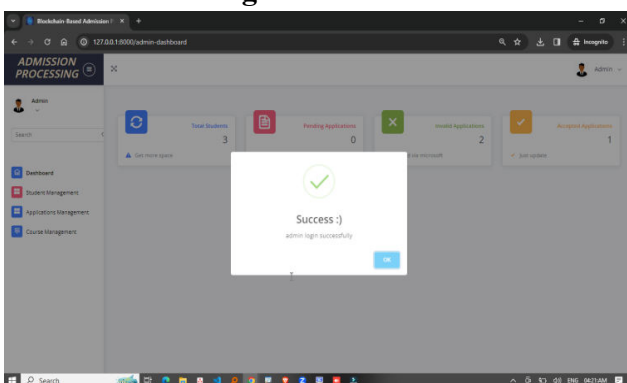 Blockchain-Based Admission P
127.0.0.1:8000/admin-dashboard
Incognito
ADMISSION
PROCESSING
Admin
Admin
Search
Total Students
3
Get more space
Pending Applications
0
Invalid Applications
2
Accepted Applications
1
Just update
Dashboard
Student Management
Applications Management
Course Management
Success :)
admin login successfully
OK
Search
ENG 04:21 AM